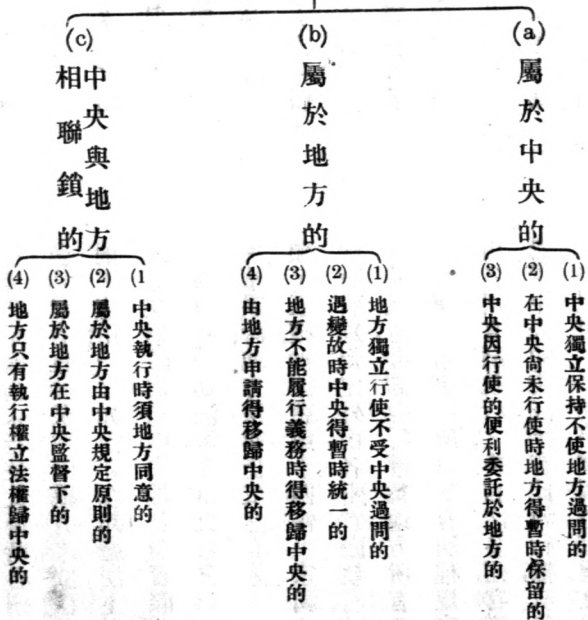 (a)
屬於中央的
(1) 中央獨立保持不使地方過問的
(2) 在中央尙未行使時地方得暫時保留的
(3) 中央因行使的便利委託於地方的
(b)
屬於地方的
(1) 地方獨立行使不受中央過問的
(2) 遇變故時中央得暫時統一的
(3) 地方不能履行義務時得移歸中央的
(4) 由地方申請得移歸中央的
(c)
中央與地方
相聯鎖的
(1 中央執行時須地方同意的
(2) 屬於地方由中央規定原則的
(3) 屬於地方在中央監督下的
(4) 地方只有執行權立法權歸中央的